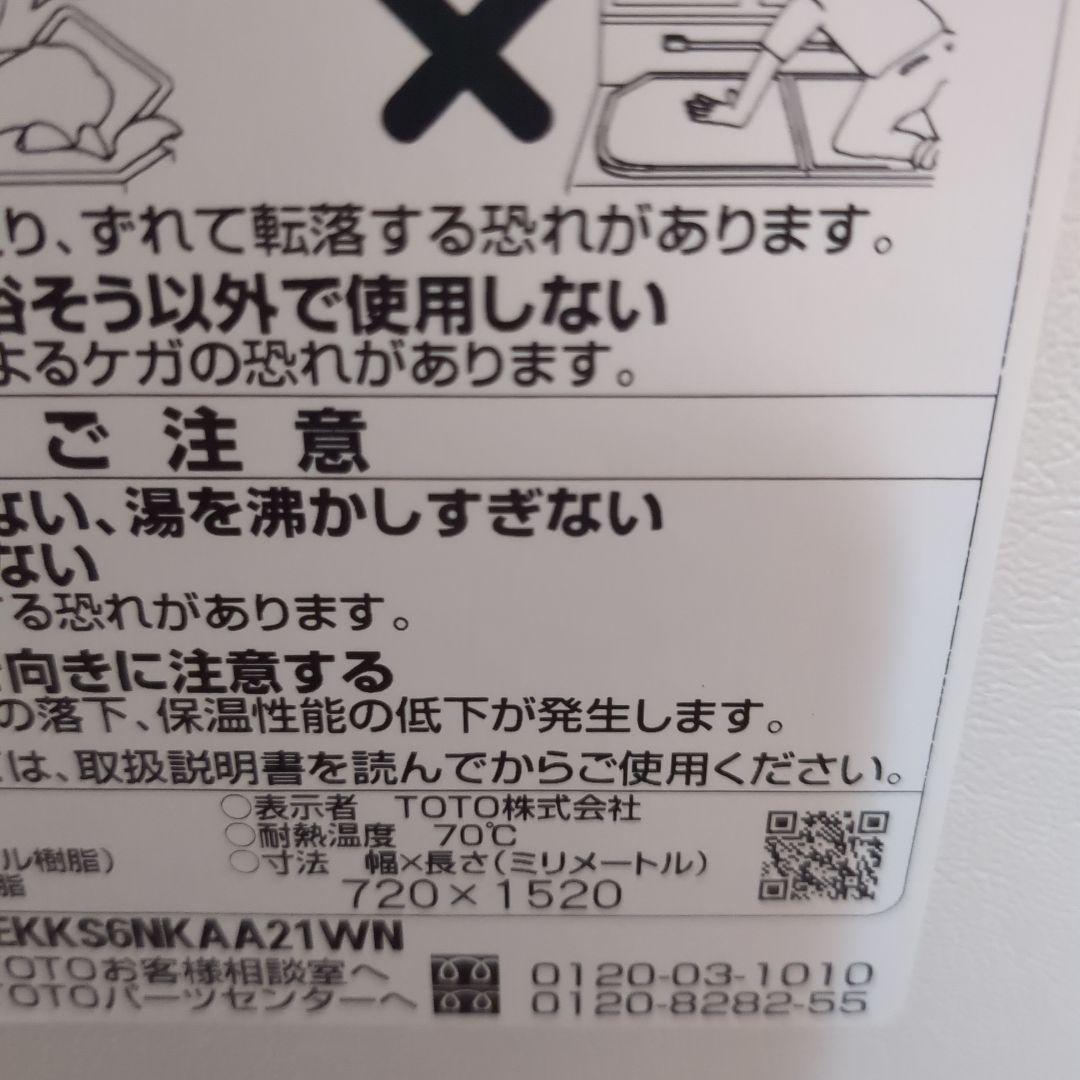 り、ずれて転落する恐れがあります。
浴そう以外で使用しない
よるケガの恐れがあります。
ご 注 意
ない、湯を沸かしすぎない
ない
する恐れがあります。
向きに注意する
の落下、保温性能の低下が発生します。
は、取扱説明書を読んでからご使用ください。
○表示者 TOTO株式会社
○耐熱温度 70℃
ル樹脂) ○寸法 幅×長さ(ミリメートル)
脂 720×1520
EKKS6NKAA21WN
TOTOお客様相談室へ 0120-03-1010
TOTOパーツセンターへ 0120-8282-55